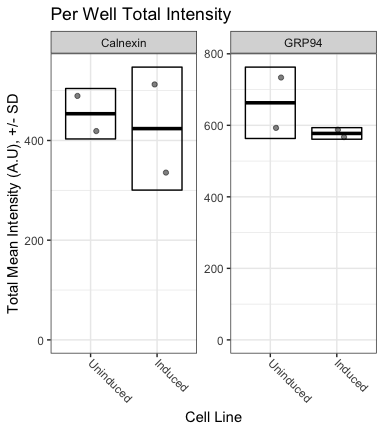 Per Well Total Intensity
Calnexin
GRP94
Total Mean Intensity (A.U), +/- SD
400
200
0
800
600
400
200
0
Uninduced
Induced
Uninduced
Induced
Cell Line